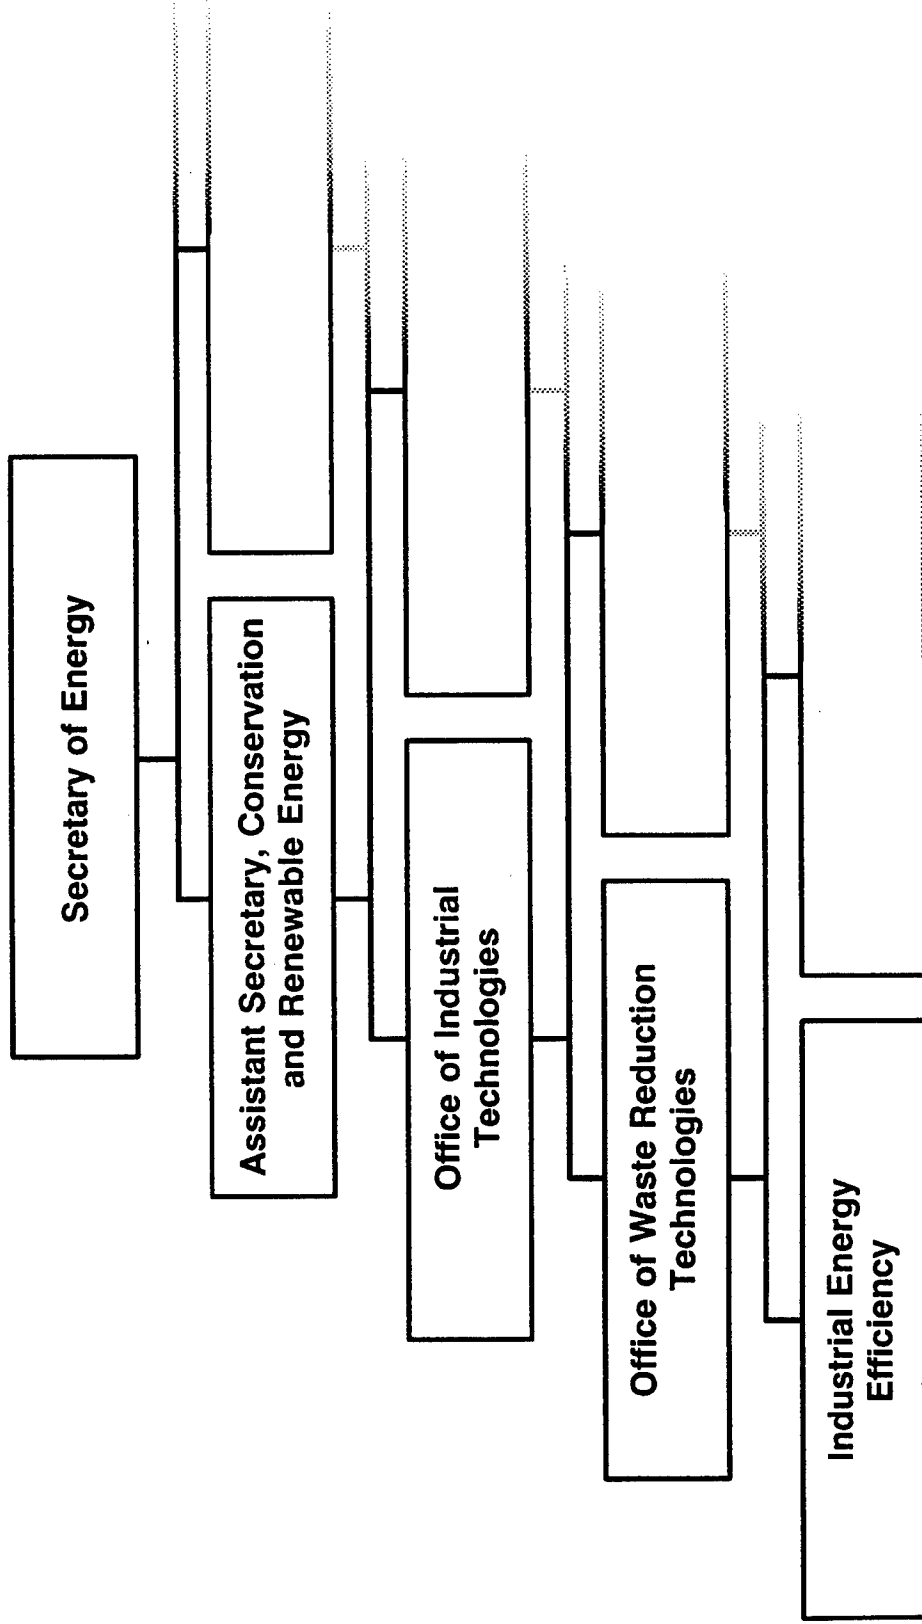 Secretary of Energy
Assistant Secretary, Conservation
and Renewable Energy
Office of Industrial
Technologies
Office of Waste Reduction
Technologies
Industrial Energy
Efficiency